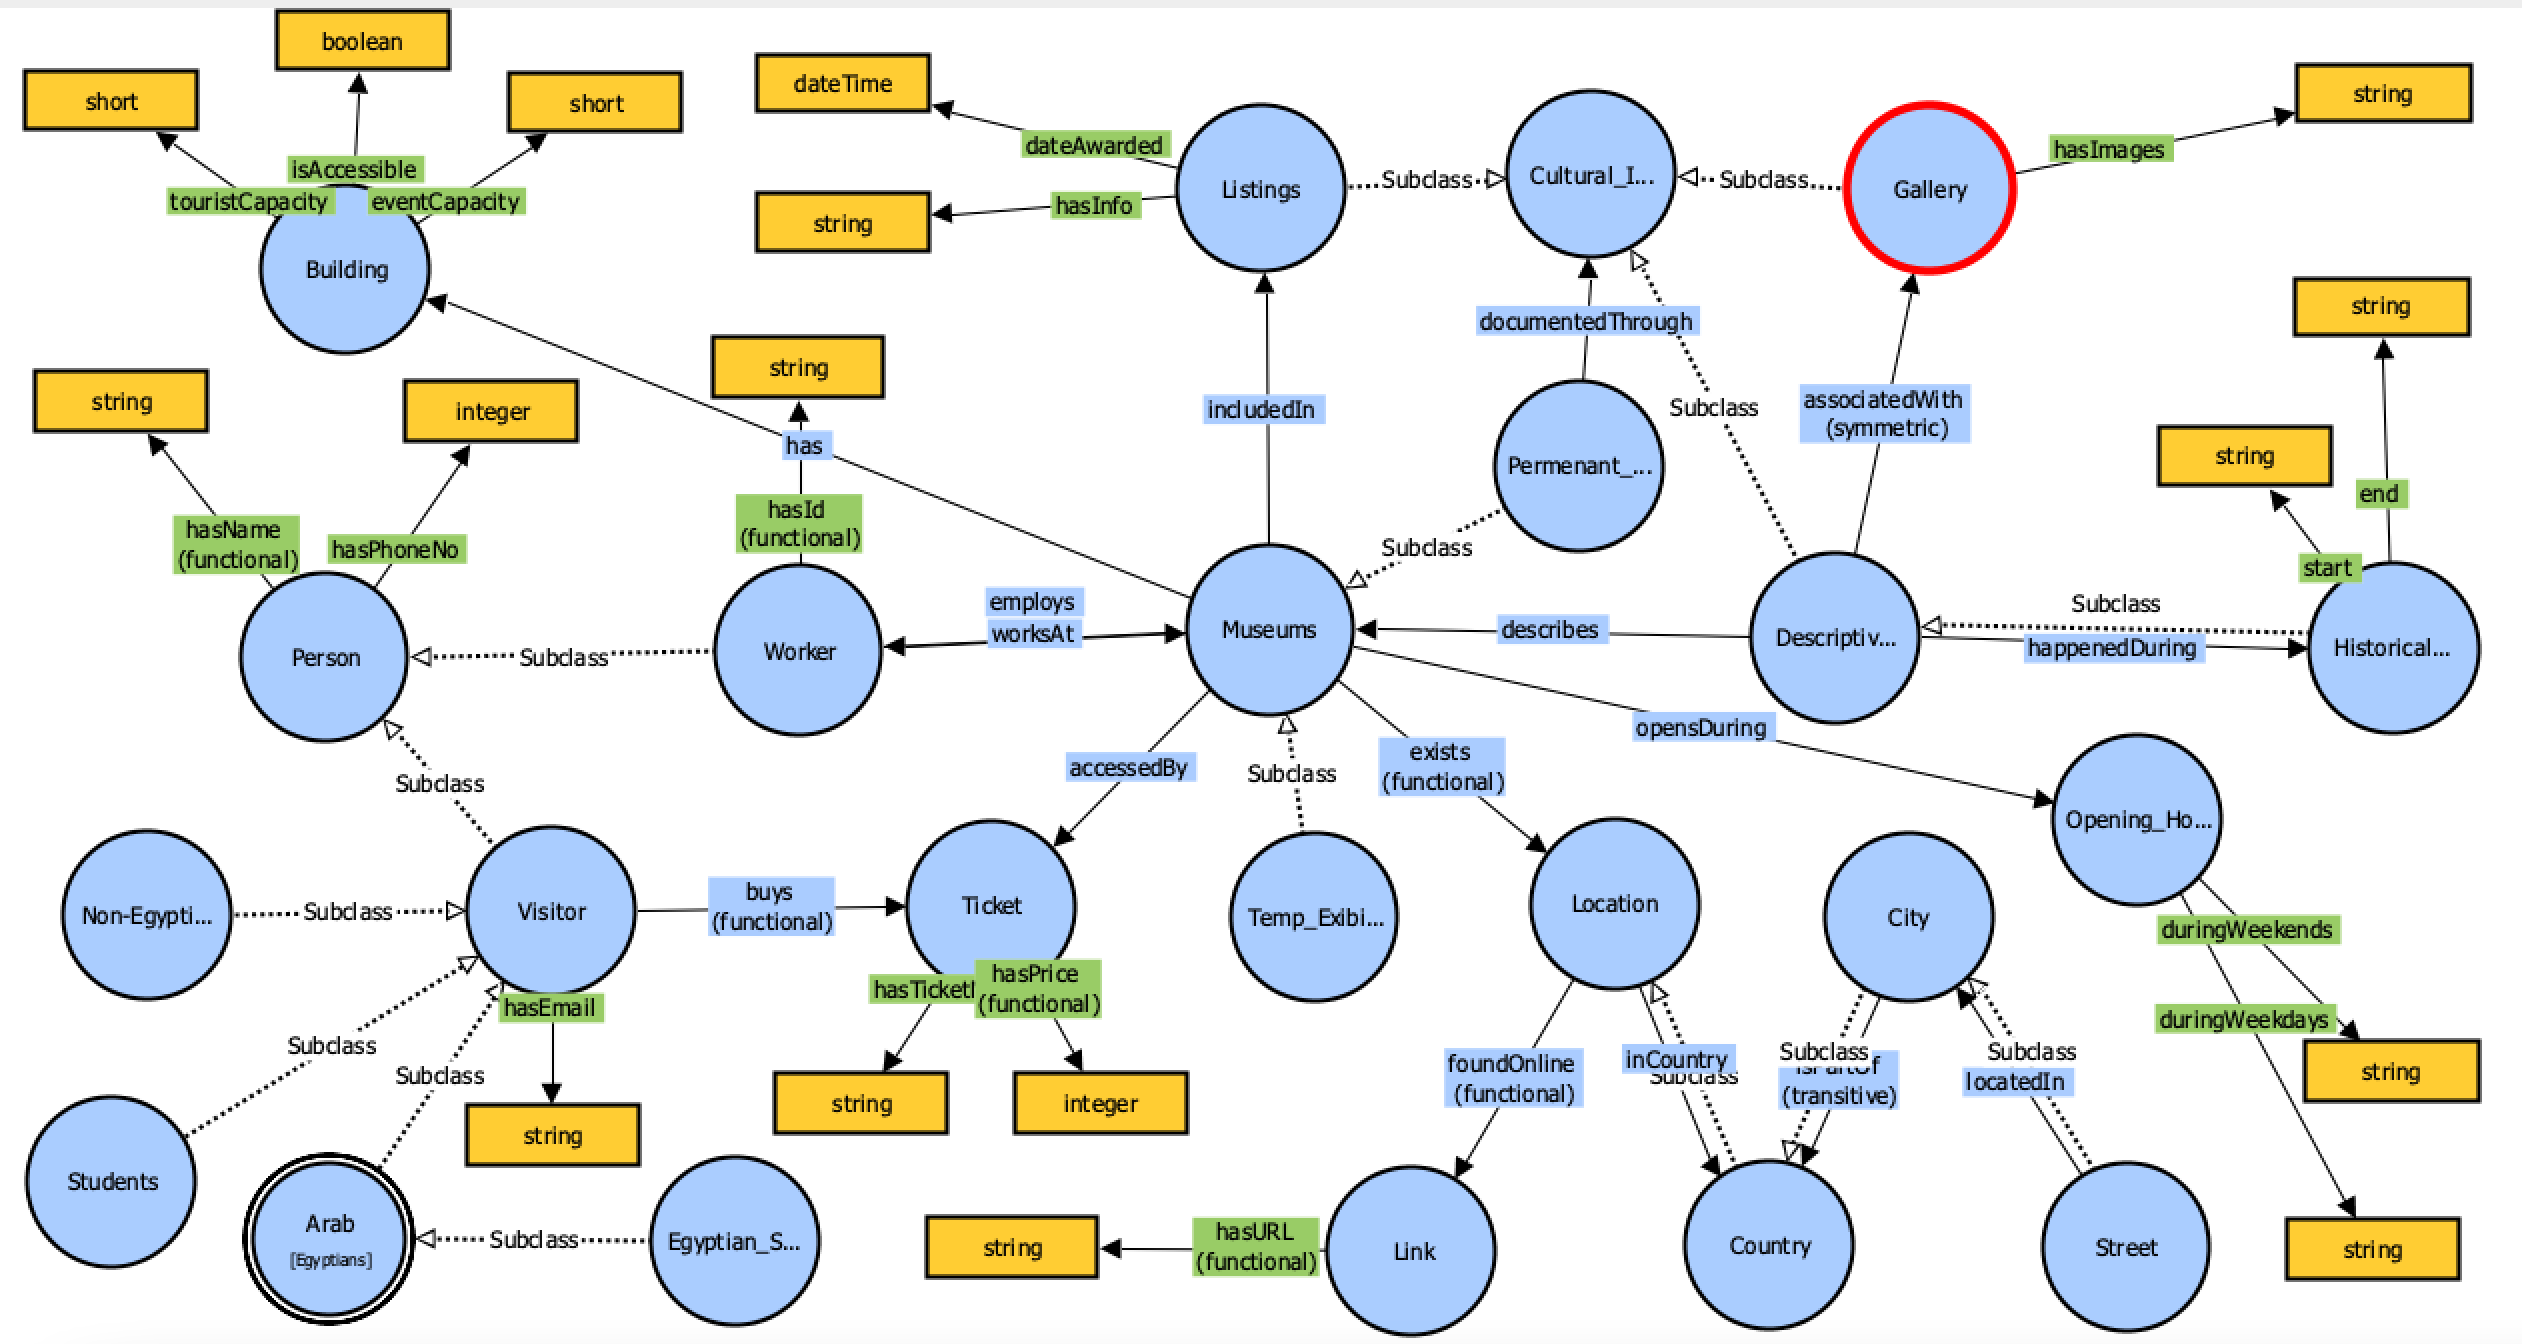 boolean
short
short
isAccessible
touristCapacity
eventCapacity
Building
dateTime
dateAwarded
string
hasInfo
Listings
Subclass
Cultural_I...
Subclass
Gallery
hasImages
string
documentedThrough
includedIn
Permenant_...
Subclass
associatedWith
(symmetric)
string
string
end
start
string
integer
string
has
hasName
(functional)
hasPhoneNo
hasId
(functional)
Person
Subclass
Worker
employs
worksAt
Museums
Subclass
describes
Descriptiv...
Subclass
happenedDuring
Historical...
opensDuring
accessedBy
Subclass
exists
(functional)
Subclass
Opening_Ho...
Non-Egypti...
Subclass
Visitor
buys
(functional)
Ticket
Temp_Exibi...
Location
City
duringWeekends
duringWeekdays
string
string
hasEmail
string
hasTicketI
hasPrice
(functional)
string
integer
Subclass
Subclass
Students
Arab
[Egyptians]
Subclass
Egyptian_S...
foundOnline
(functional)
inCountry
Subclass
Subclass
isPartOf
(transitive)
Subclass
locatedIn
string
hasURL
(functional)
Link
Country
Street